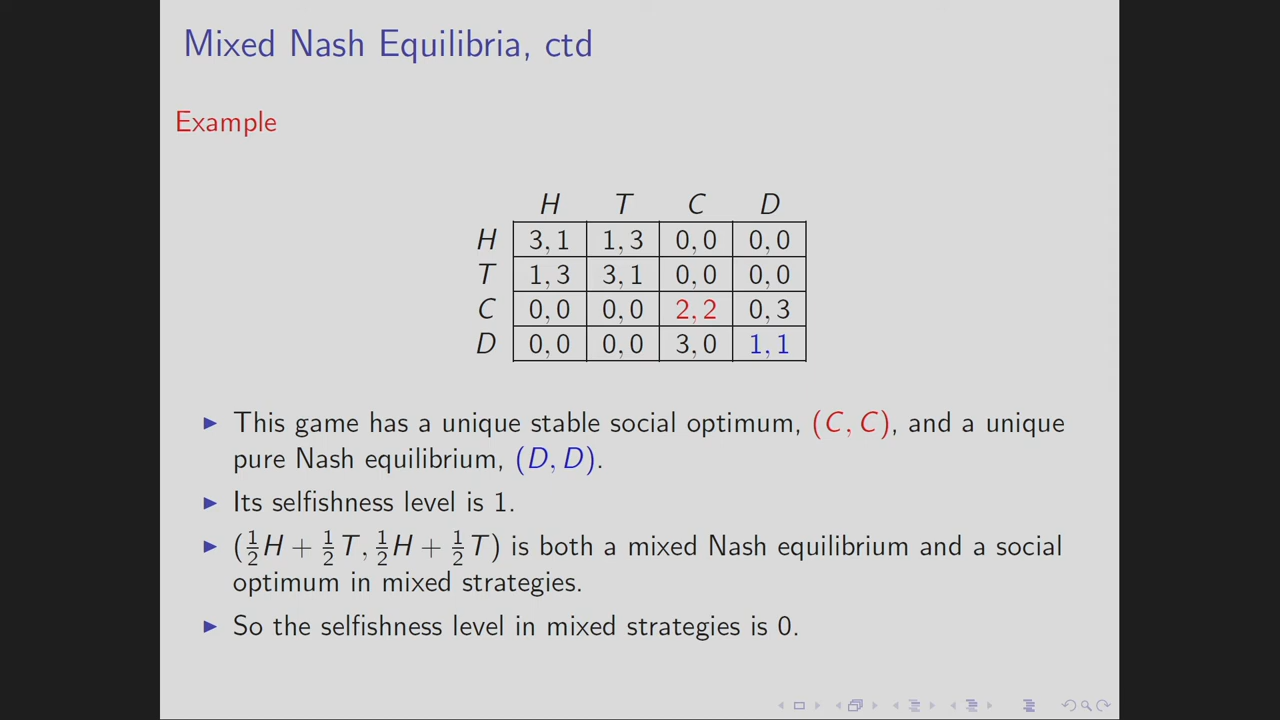 Mixed Nash Equilibria, ctd
Example
H T C D
H 3, 1 1, 3 0, 0 0, 0
T 1, 3 3, 1 0, 0 0, 0
C 0, 0 0, 0 2, 2 0, 3
D 0, 0 0, 0 3, 0 1, 1
▶ This game has a unique stable social optimum, (C, C), and a unique
pure Nash equilibrium, (D, D).
▶ Its selfishness level is 1.
▶ (½H + ½T, ½H + ½T) is both a mixed Nash equilibrium and a social
optimum in mixed strategies.
▶ So the selfishness level in mixed strategies is 0.